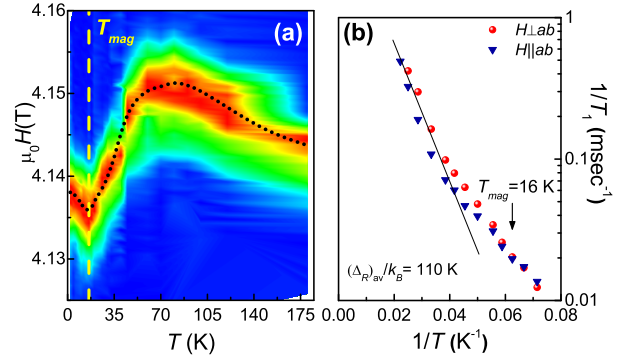 (a)
T_mag
4.16
4.15
4.14
4.13
μ₀H(T)
0 35 70 105 140 175
T (K)
(b)
H⊥ab
H||ab
1
0.1
0.01
1/T₁ (msec⁻¹)
T_mag=16 K
(Δ_R)_av/k_B= 110 K
0.00 0.02 0.04 0.06 0.08
1/T (K⁻¹)